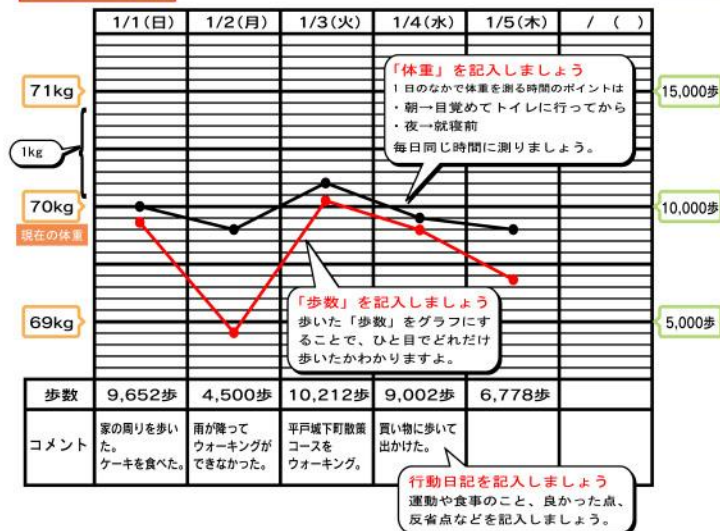 1/1(日) 1/2(月) 1/3(火) 1/4(水) 1/5(木) / ( )
「体重」を記入しましょう
1日のなかで体重を測る時間のポイントは
・朝→目覚めてトイレに行ってから
・夜→就寝前
毎日同じ時間に測りましょう。
71kg
15,000歩
1kg
70kg
10,000歩
現在の体重
「歩数」を記入しましょう
歩いた「歩数」をグラフにす
ることで、ひと目でどれだけ
歩いたかわかりますよ。
69kg
5,000歩
歩数 9,652歩 4,500歩 10,212歩 9,002歩 6,778歩
コメント
家の周りを歩い
た。
ケーキを食べた。
雨が降って
ウォーキングが
できなかった。
平戸城下町散策
コースを
ウォーキング。
買い物に歩いて
出かけた。
行動日記を記入しましょう
運動や食事のこと、良かった点、
反省点などを記入しましょう。